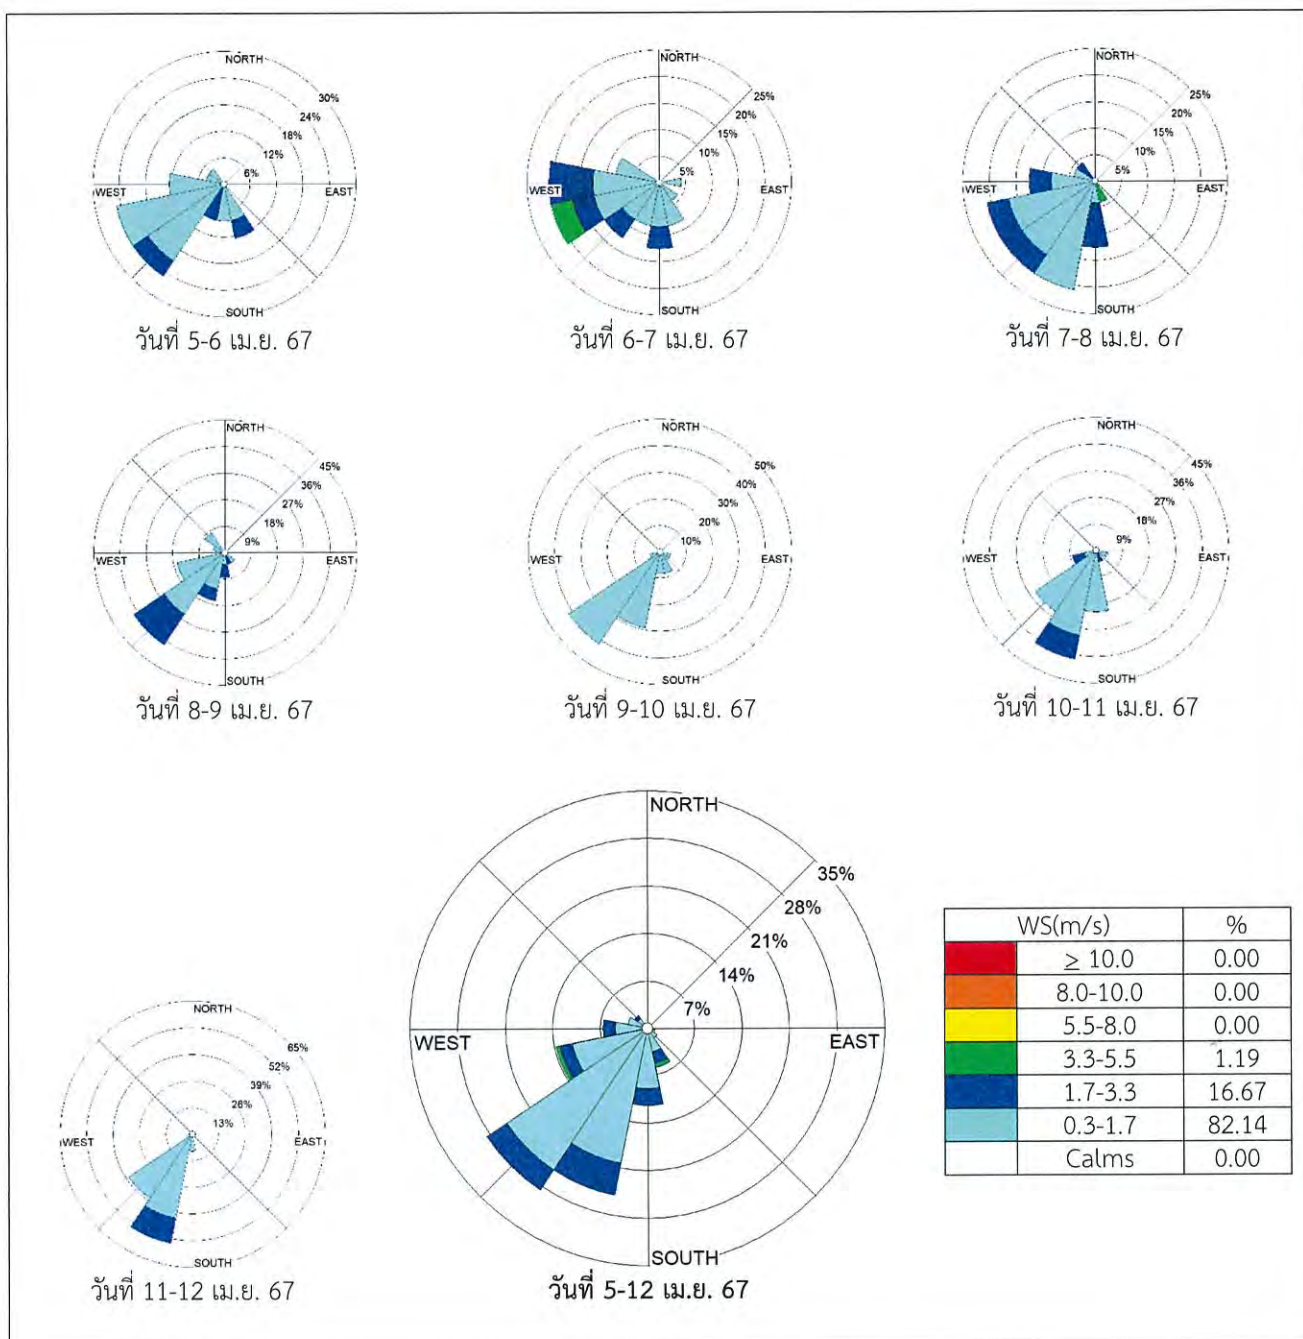 NORTH
30%
24%
18%
12%
6%
WEST
EAST
SOUTH
วันที่ 5-6 เม.ย. 67
NORTH
25%
20%
15%
10%
5%
WEST
EAST
SOUTH
วันที่ 6-7 เม.ย. 67
NORTH
25%
20%
15%
10%
5%
WEST
EAST
SOUTH
วันที่ 7-8 เม.ย. 67
NORTH
45%
36%
27%
18%
9%
WEST
EAST
SOUTH
วันที่ 8-9 เม.ย. 67
NORTH
50%
40%
30%
20%
10%
WEST
EAST
SOUTH
วันที่ 9-10 เม.ย. 67
NORTH
45%
36%
27%
18%
9%
WEST
EAST
SOUTH
วันที่ 10-11 เม.ย. 67
NORTH
65%
52%
39%
26%
13%
WEST
EAST
SOUTH
วันที่ 11-12 เม.ย. 67
NORTH
35%
28%
21%
14%
7%
WEST
EAST
SOUTH
วันที่ 5-12 เม.ย. 67
WS(m/s) %
≥ 10.0 0.00
8.0-10.0 0.00
5.5-8.0 0.00
3.3-5.5 1.19
1.7-3.3 16.67
0.3-1.7 82.14
Calms 0.00